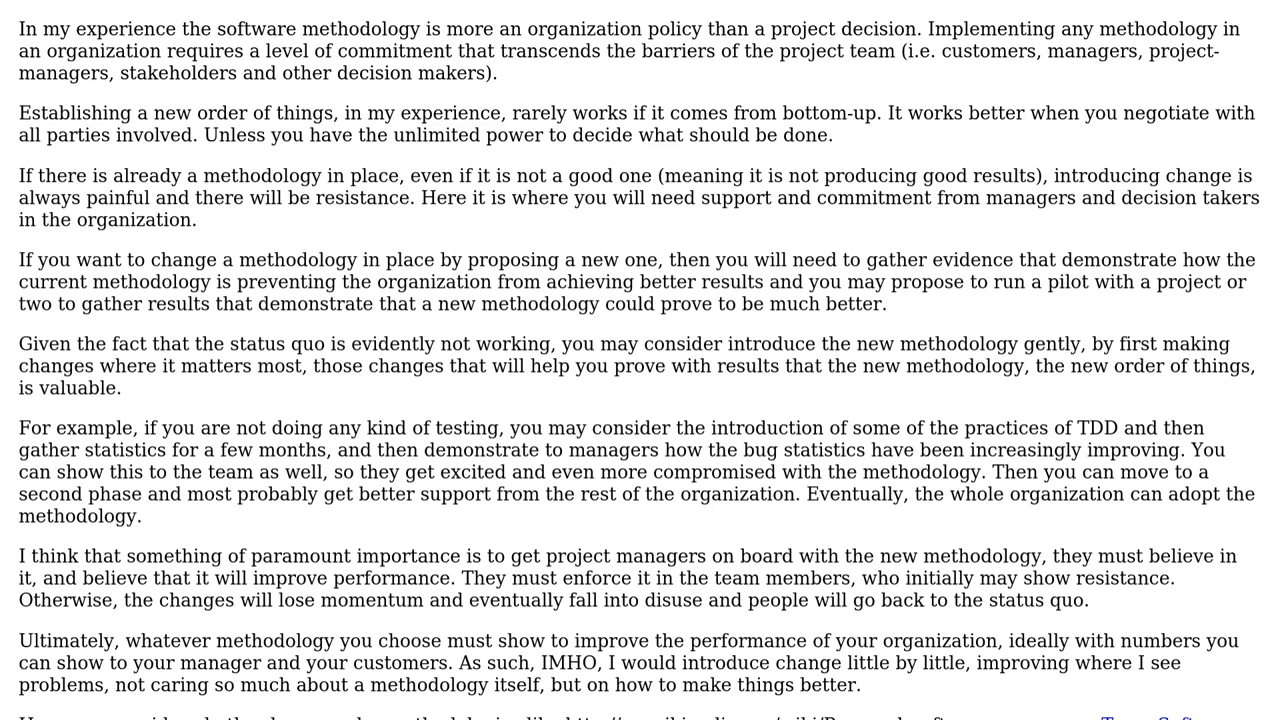 In my experience the software methodology is more an organization policy than a project decision. Implementing any methodology in
an organization requires a level of commitment that transcends the barriers of the project team (i.e. customers, managers, project-
managers, stakeholders and other decision makers).
Establishing a new order of things, in my experience, rarely works if it comes from bottom-up. It works better when you negotiate with
all parties involved. Unless you have the unlimited power to decide what should be done.
If there is already a methodology in place, even if it is not a good one (meaning it is not producing good results), introducing change is
always painful and there will be resistance. Here it is where you will need support and commitment from managers and decision takers
in the organization.
If you want to change a methodology in place by proposing a new one, then you will need to gather evidence that demonstrate how the
current methodology is preventing the organization from achieving better results and you may propose to run a pilot with a project or
two to gather results that demonstrate that a new methodology could prove to be much better.
Given the fact that the status quo is evidently not working, you may consider introduce the new methodology gently, by first making
changes where it matters most, those changes that will help you prove with results that the new methodology, the new order of things,
is valuable.
For example, if you are not doing any kind of testing, you may consider the introduction of some of the practices of TDD and then
gather statistics for a few months, and then demonstrate to managers how the bug statistics have been increasingly improving. You
can show this to the team as well, so they get excited and even more compromised with the methodology. Then you can move to a
second phase and most probably get better support from the rest of the organization. Eventually, the whole organization can adopt the
methodology.
I think that something of paramount importance is to get project managers on board with the new methodology, they must believe in
it, and believe that it will improve performance. They must enforce it in the team members, who initially may show resistance.
Otherwise, the changes will lose momentum and eventually fall into disuse and people will go back to the status quo.
Ultimately, whatever methodology you choose must show to improve the performance of your organization, ideally with numbers you
can show to your manager and your customers. As such, IMHO, I would introduce change little by little, improving where I see
problems, not caring so much about a methodology itself, but on how to make things better.